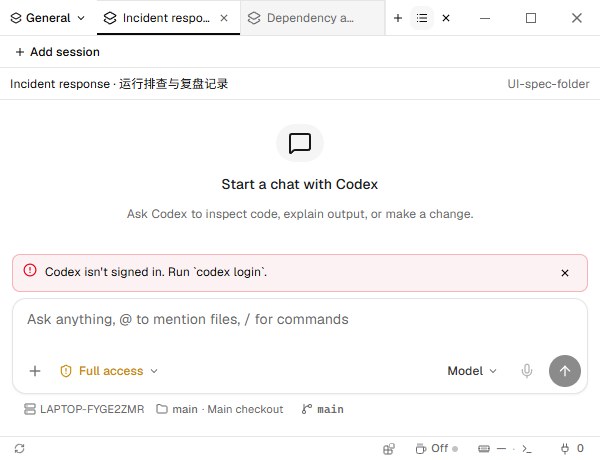 General
Incident respo...
Dependency a...
Add session
Incident response · 运行排查与复盘记录
UI-spec-folder
Start a chat with Codex
Ask Codex to inspect code, explain output, or make a change.
Codex isn't signed in. Run `codex login`.
Ask anything, @ to mention files, / for commands
Full access
Model
LAPTOP-FYGE2ZMR
main · Main checkout
main
Off
0